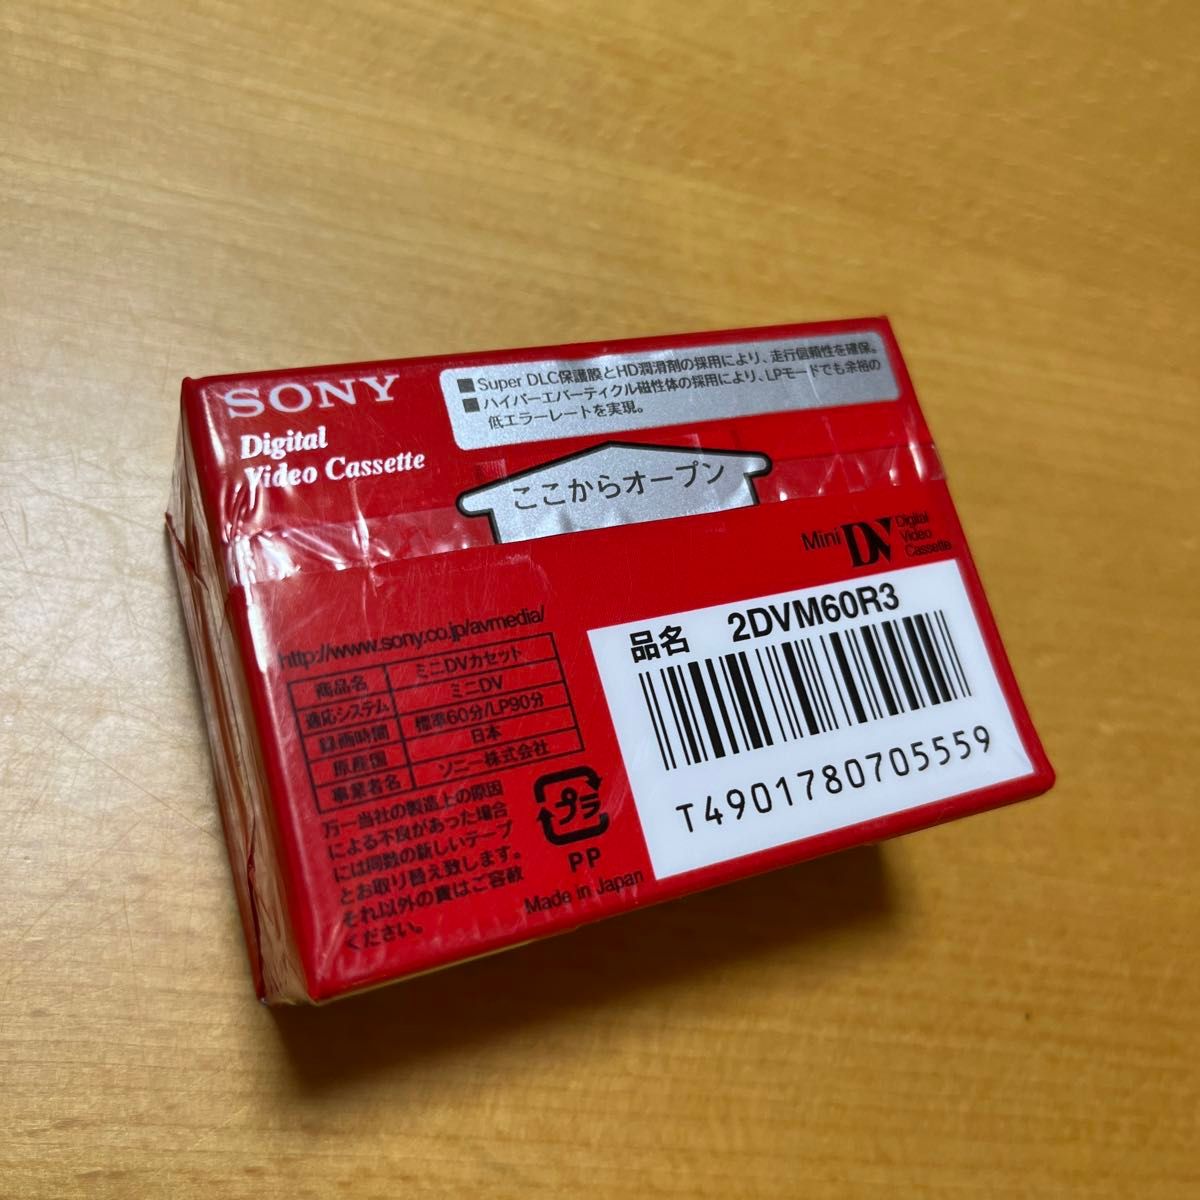 SONY
Digital
Video Cassette
■Super DLC保護膜とHD潤滑剤の採用により、走行信頼性を確保。
■ハイパーエバーティクル磁性体の採用により、LPモードでも余裕の
低エラーレートを実現。
ここからオープン
Mini DV Digital
Video
Cassette
http://www.sony.co.jp/avmedia/
商品名 ミニDVカセット
適応システム ミニDV
録画時間 標準60分/LP90分
原産国 日本
事業者名 ソニー株式会社
万一当社の製造上の原因
による不良があった場合
には同数の新しいテープ
とお取り替え致します。
それ以外の責はご容赦
ください。
プラ
PP
Made in Japan
品名 2DVM60R3
T4901780705559